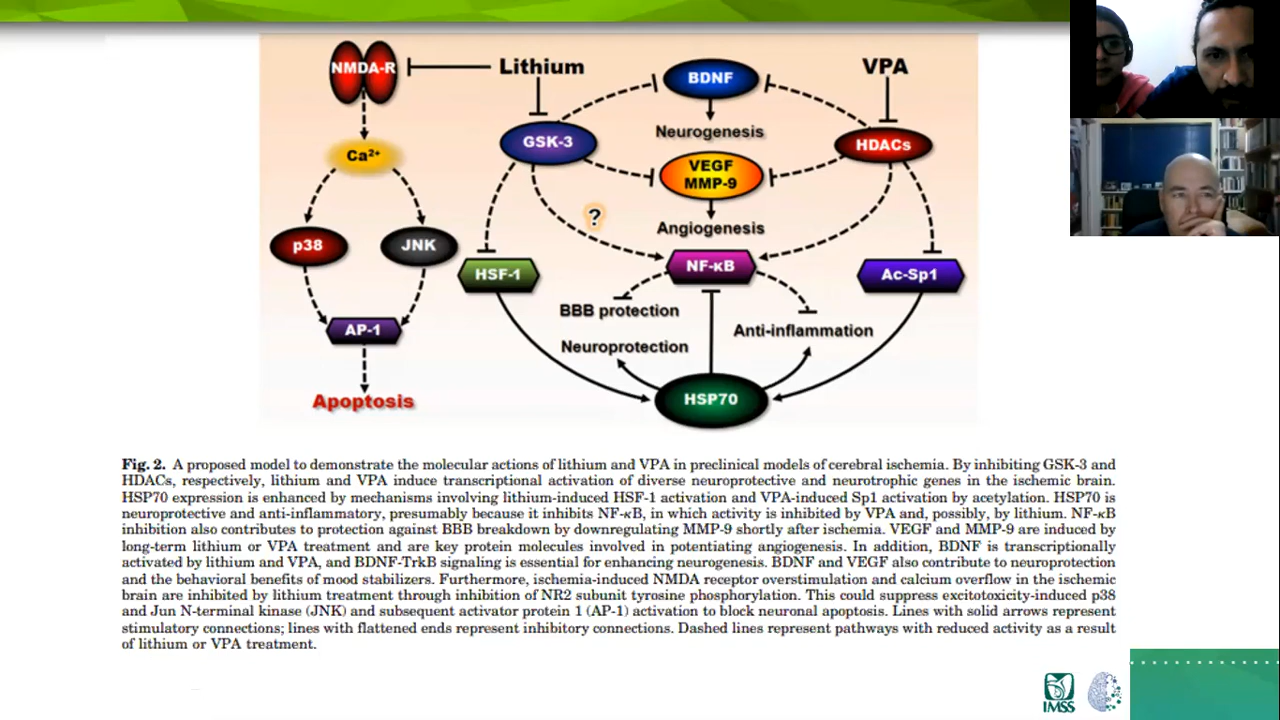 NMDA-R
Lithium
BDNF
VPA
Neurogenesis
GSK-3
HDACs
Ca²⁺
VEGF
MMP-9
?
Angiogenesis
p38
JNK
HSF-1
NF-κB
Ac-Sp1
BBB protection
AP-1
Anti-inflammation
Neuroprotection
Apoptosis
HSP70
Fig. 2. A proposed model to demonstrate the molecular actions of lithium and VPA in preclinical models of cerebral ischemia. By inhibiting GSK-3 and
HDACs, respectively, lithium and VPA induce transcriptional activation of diverse neuroprotective and neurotrophic genes in the ischemic brain.
HSP70 expression is enhanced by mechanisms involving lithium-induced HSF-1 activation and VPA-induced Sp1 activation by acetylation. HSP70 is
neuroprotective and anti-inflammatory, presumably because it inhibits NF-κB, in which activity is inhibited by VPA and, possibly, by lithium. NF-κB
inhibition also contributes to protection against BBB breakdown by downregulating MMP-9 shortly after ischemia. VEGF and MMP-9 are induced by
long-term lithium or VPA treatment and are key protein molecules involved in potentiating angiogenesis. In addition, BDNF is transcriptionally
activated by lithium and VPA, and BDNF-TrkB signaling is essential for enhancing neurogenesis. BDNF and VEGF also contribute to neuroprotection
and the behavioral benefits of mood stabilizers. Furthermore, ischemia-induced NMDA receptor overstimulation and calcium overflow in the ischemic
brain are inhibited by lithium treatment through inhibition of NR2 subunit tyrosine phosphorylation. This could suppress excitotoxicity-induced p38
and Jun N-terminal kinase (JNK) and subsequent activator protein 1 (AP-1) activation to block neuronal apoptosis. Lines with solid arrows represent
stimulatory connections; lines with flattened ends represent inhibitory connections. Dashed lines represent pathways with reduced activity as a result
of lithium or VPA treatment.
IMSS